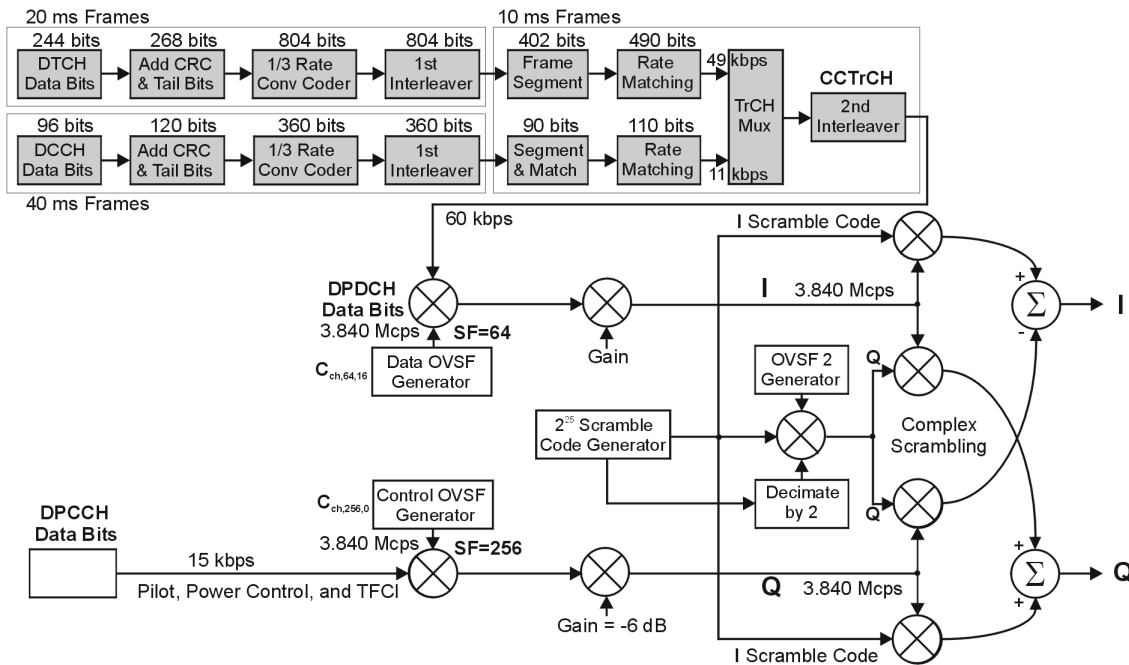 20 ms Frames
10 ms Frames
244 bits
268 bits
804 bits
804 bits
402 bits
490 bits
DTCH
Data Bits
Add CRC
& Tail Bits
1/3 Rate
Conv Coder
1st
Interleaver
Frame
Segment
Rate
Matching
49 kbps
TrCH
Mux
CCTrCH
2nd
Interleaver
96 bits
120 bits
360 bits
360 bits
90 bits
110 bits
DCCH
Data Bits
Add CRC
& Tail Bits
1/3 Rate
Conv Coder
1st
Interleaver
Segment
& Match
Rate
Matching
11 kbps
40 ms Frames
60 kbps
I Scramble Code
DPDCH
Data Bits
3.840 Mcps
SF=64
I
3.840 Mcps
+
Σ
-
I
Gain
Cch,64,16
Data OVSF
Generator
OVSF 2
Generator
Q
2^25 Scramble
Code Generator
Complex
Scrambling
Decimate
by 2
Q
DPCCH
Data Bits
Cch,256,0
Control OVSF
Generator
3.840 Mcps
SF=256
15 kbps
Pilot, Power Control, and TFCI
Gain = -6 dB
Q
3.840 Mcps
+
Σ
+
Q
I Scramble Code